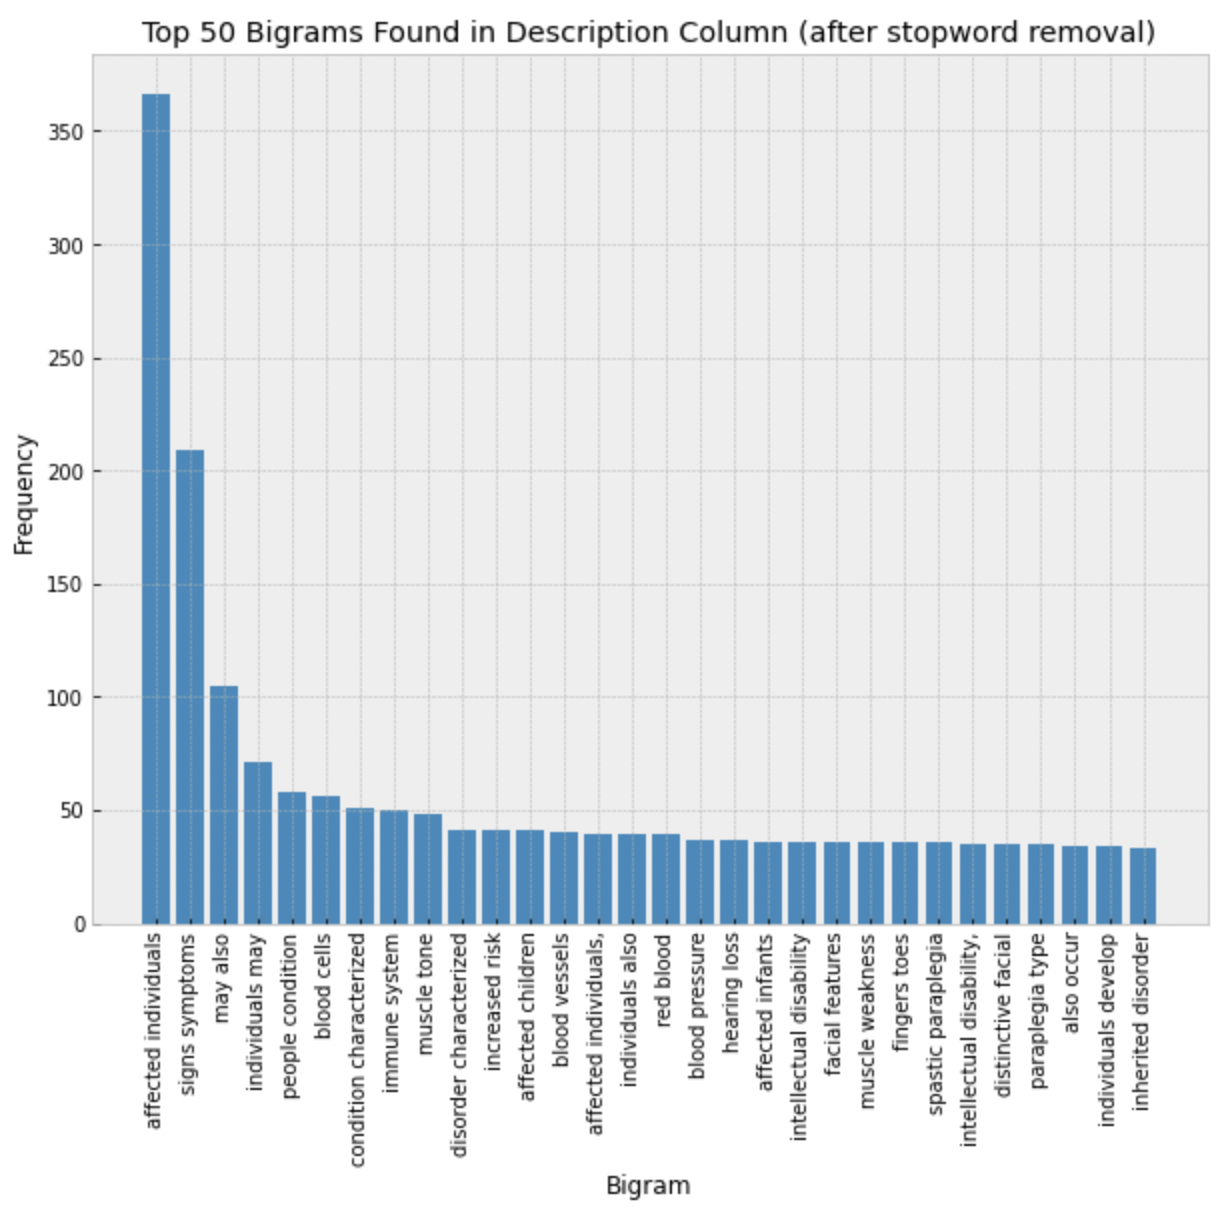 Top 50 Bigrams Found in Description Column (after stopword removal)
Frequency
350
300
250
200
150
100
50
0
affected individuals
signs symptoms
may also
individuals may
people condition
blood cells
condition characterized
immune system
muscle tone
disorder characterized
increased risk
affected children
blood vessels
affected individuals,
individuals also
red blood
blood pressure
hearing loss
affected infants
intellectual disability
facial features
muscle weakness
fingers toes
spastic paraplegia
intellectual disability,
distinctive facial
paraplegia type
also occur
individuals develop
inherited disorder
Bigram